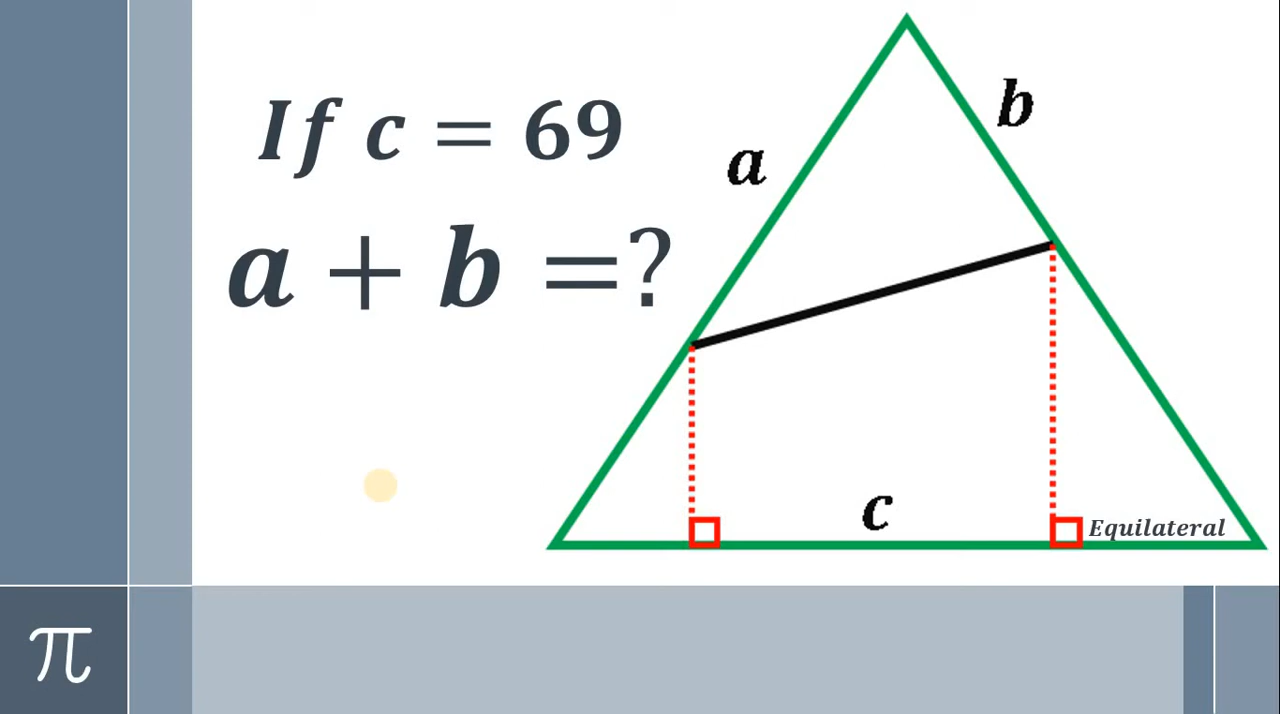 If c = 69
a + b =?
a
b
c
Equilateral
π